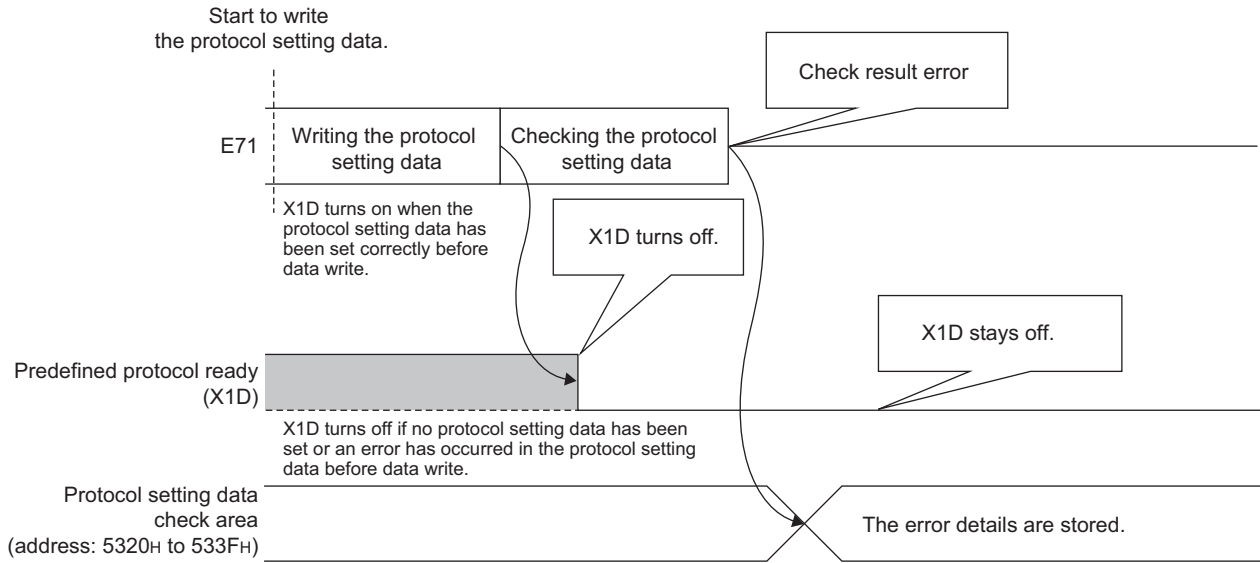 Start to write
the protocol setting data.
Check result error
E71
Writing the protocol
setting data
Checking the protocol
setting data
X1D turns on when the
protocol setting data has
been set correctly before
data write.
X1D turns off.
X1D stays off.
Predefined protocol ready
(X1D)
X1D turns off if no protocol setting data has been
set or an error has occurred in the protocol setting
data before data write.
Protocol setting data
check area
(address: 5320H to 533FH)
The error details are stored.